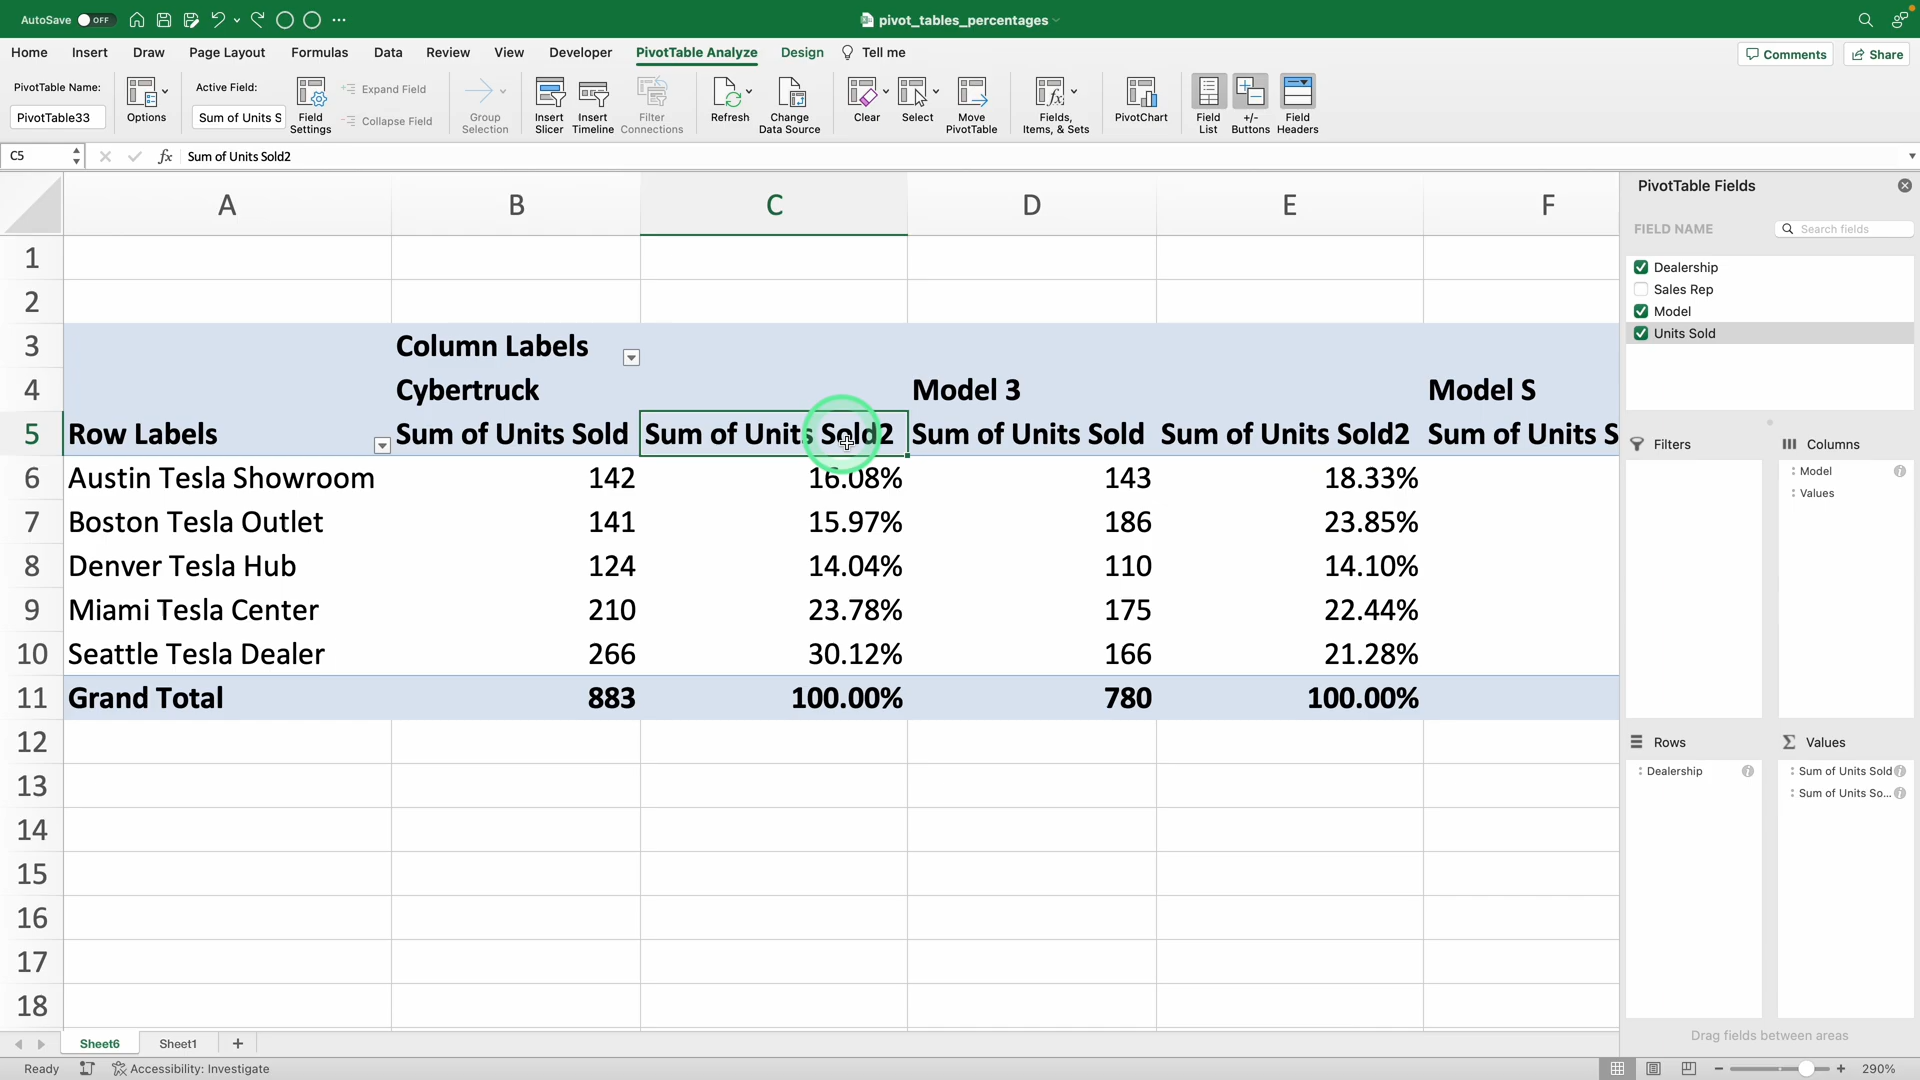 AutoSave OFF
pivot_tables_percentages
Home Insert Draw Page Layout Formulas Data Review View Developer PivotTable Analyze Design Tell me
Comments Share
PivotTable Name:
PivotTable33
Options
Active Field:
Sum of Units S
Field Settings
Expand Field
Collapse Field
Group Selection
Insert Slicer
Insert Timeline
Filter Connections
Refresh
Change Data Source
Clear
Select
Move PivotTable
Fields, Items, & Sets
PivotChart
Field List
+/- Buttons
Field Headers
C5 fx Sum of Units Sold2
A B C D E F
1
2
3 Column Labels
4 Cybertruck Model 3 Model S
5 Row Labels Sum of Units Sold Sum of Units Sold2 Sum of Units Sold Sum of Units Sold2 Sum of Units S
6 Austin Tesla Showroom 142 16.08% 143 18.33%
7 Boston Tesla Outlet 141 15.97% 186 23.85%
8 Denver Tesla Hub 124 14.04% 110 14.10%
9 Miami Tesla Center 210 23.78% 175 22.44%
10 Seattle Tesla Dealer 266 30.12% 166 21.28%
11 Grand Total 883 100.00% 780 100.00%
12
13
14
15
16
17
18
PivotTable Fields
FIELD NAME Search fields
Dealership
Sales Rep
Model
Units Sold
Filters
Columns
Model
Values
Rows
Dealership
Values
Sum of Units Sold
Sum of Units So...
Drag fields between areas
Sheet6 Sheet1 +
Ready Accessibility: Investigate
290%